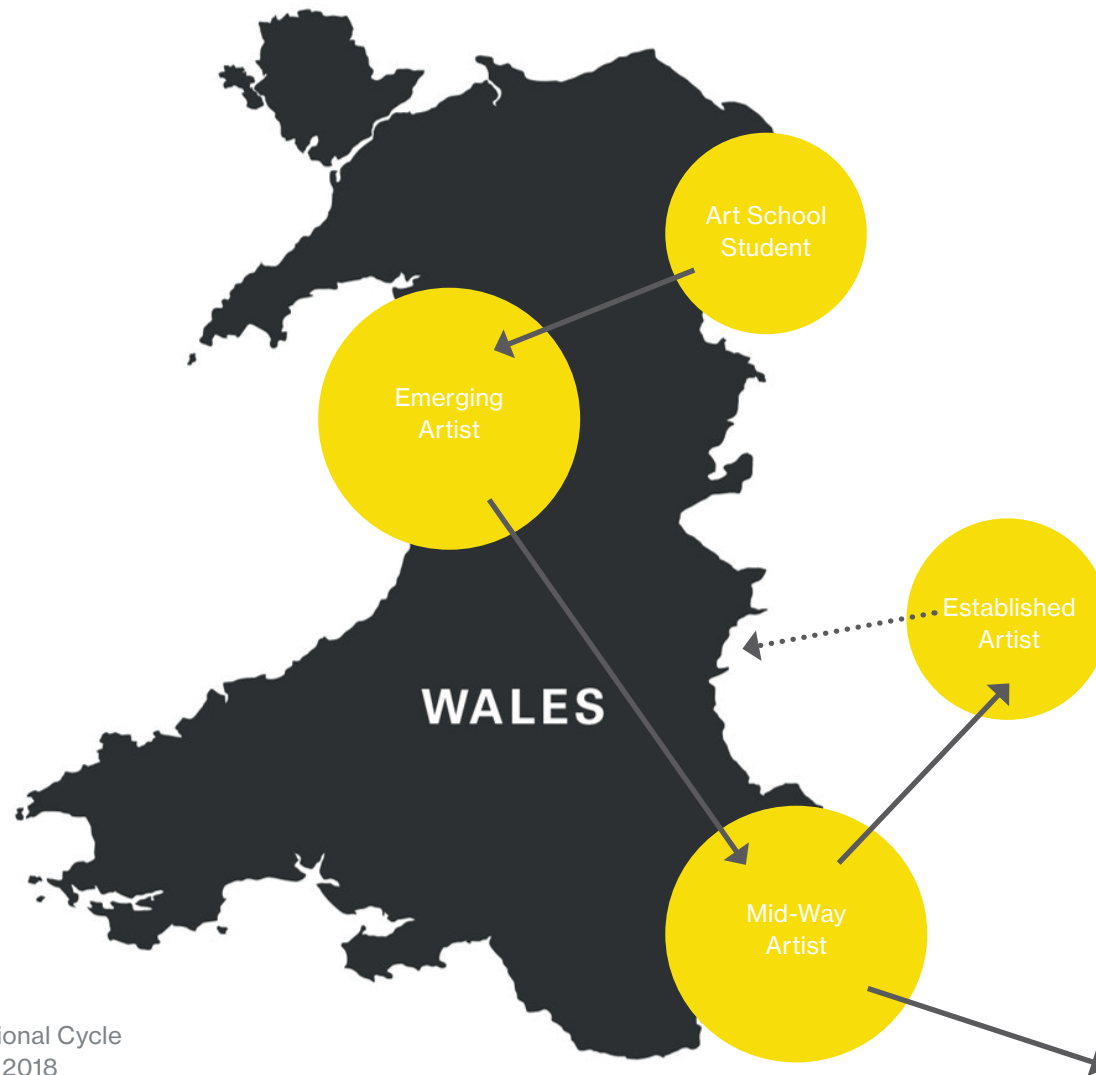 Art School
Student
Emerging
Artist
Established
Artist
WALES
Mid-Way
Artist
ional Cycle
2018